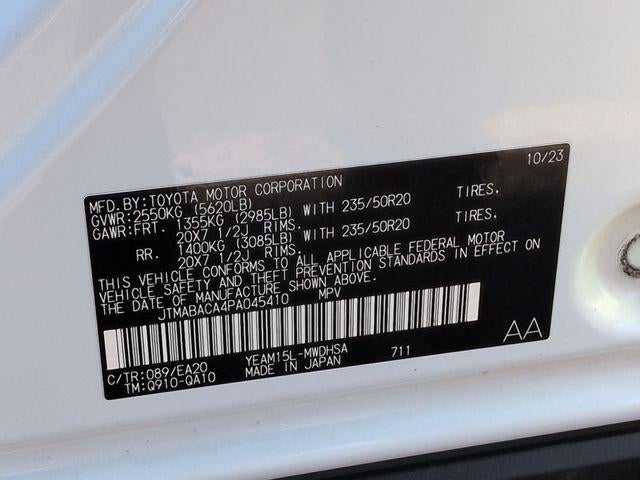 10/23
MFD.BY:TOYOTA MOTOR CORPORATION
GVWR:2550KG (5620LB)
GAWR:FRT. 1355KG (2985LB) WITH 235/50R20 TIRES.
20X7 1/2J RIMS.
RR. 1400KG (3085LB) WITH 235/50R20 TIRES.
20X7 1/2J RIMS.
THIS VEHICLE CONFORMS TO ALL APPLICABLE FEDERAL MOTOR
VEHICLE SAFETY AND THEFT PREVENTION STANDARDS IN EFFECT
ON THE DATE OF MANUFACTURE SHOWN ABOVE.
JTMABACA4PA045410 MPV
AA
C/TR:089/EA20 YEAM15L-MWDHSA 711
TM:Q910-QA10 MADE IN JAPAN